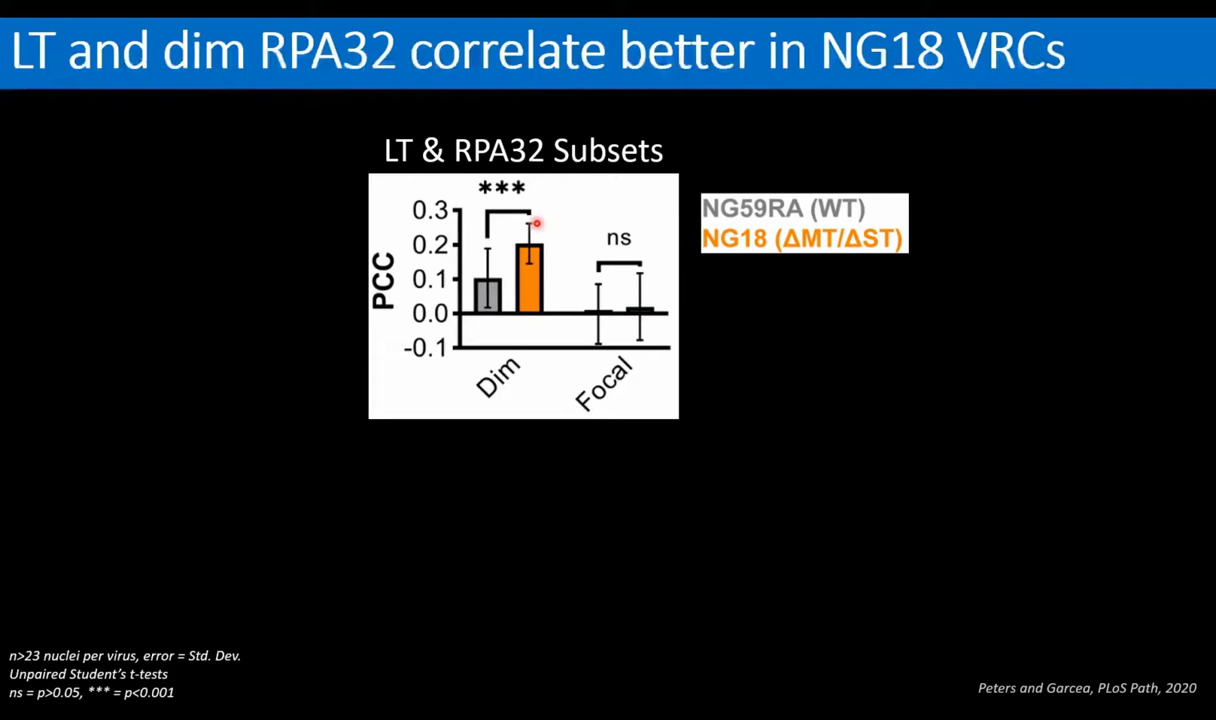 LT and dim RPA32 correlate better in NG18 VRCs
LT & RPA32 Subsets
***
0.3
0.2
0.1
0.0
-0.1
PCC
ns
Dim
Focal
NG59RA (WT)
NG18 (ΔMT/ΔST)
n>23 nuclei per virus, error = Std. Dev.
Unpaired Student's t-tests
ns = p>0.05, *** = p<0.001
Peters and Garcea, PLoS Path, 2020